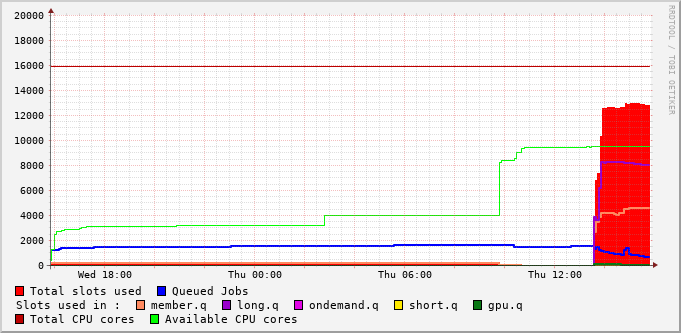 20000
18000
16000
14000
12000
10000
8000
6000
4000
2000
0
Wed 18:00 Thu 00:00 Thu 06:00 Thu 12:00
RRDTOOL / TOBI OETIKER
Total slots used Queued Jobs
Slots used in : member.q long.q ondemand.q short.q gpu.q
Total CPU cores Available CPU cores